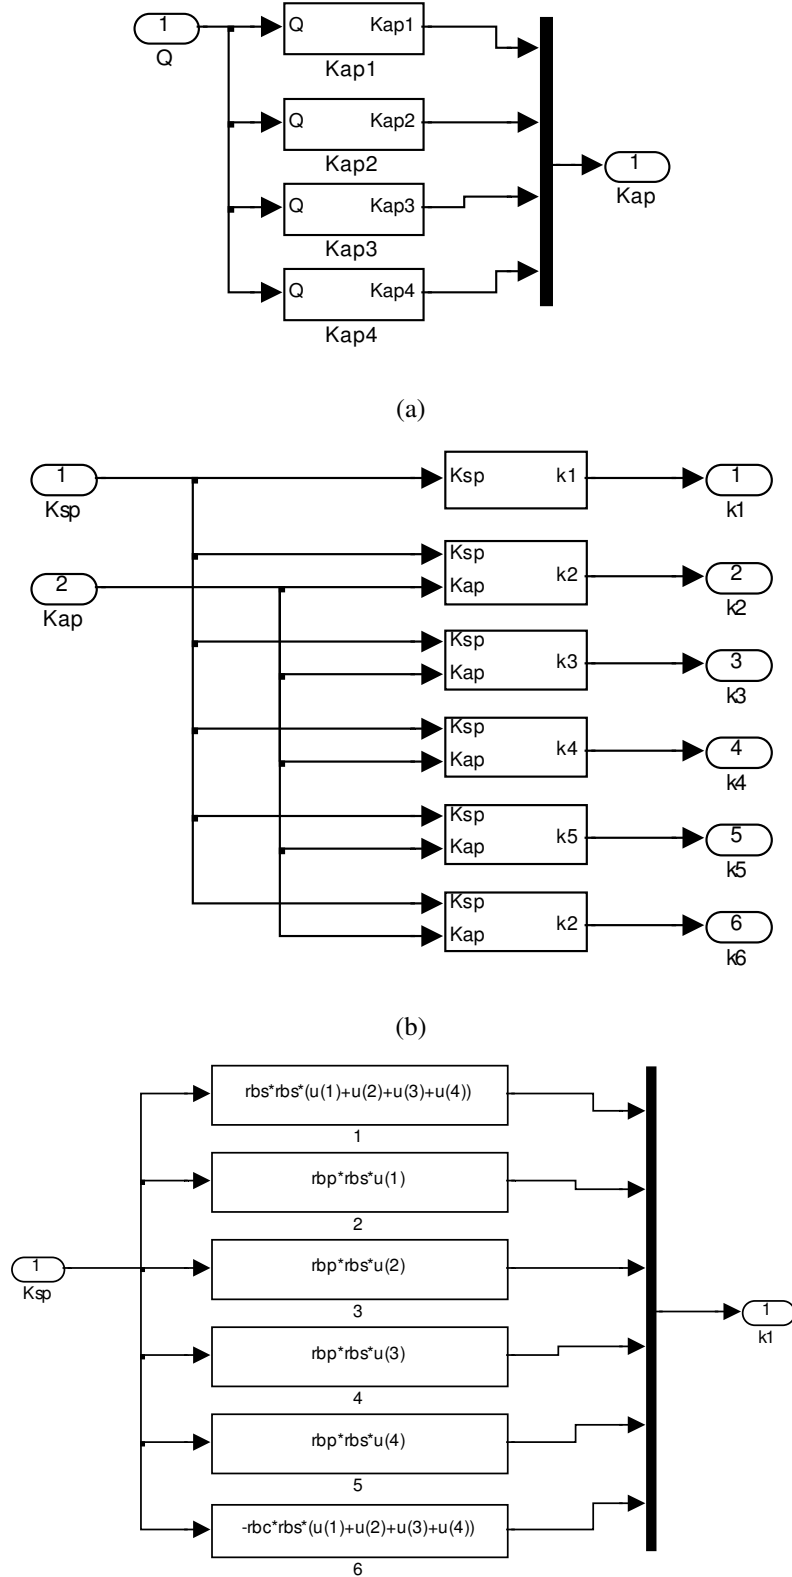 1 Q Kap1
Q
Kap1
Q Kap2
Kap2
1
Kap
Q Kap3
Kap3
Q Kap4
Kap4
(a)
1 Ksp k1 1
Ksp k1
Ksp
2 Kap k2 2
Kap k2
Ksp
Kap k3 3
k3
Ksp
Kap k4 4
k4
Ksp
Kap k5 5
k5
Ksp
Kap k2 6
k6
(b)
rbs*rbs*(u(1)+u(2)+u(3)+u(4))
1
rbp*rbs*u(1)
2
1 rbp*rbs*u(2)
Ksp
3
1
k1
rbp*rbs*u(3)
4
rbp*rbs*u(4)
5
-rbc*rbs*(u(1)+u(2)+u(3)+u(4))
6